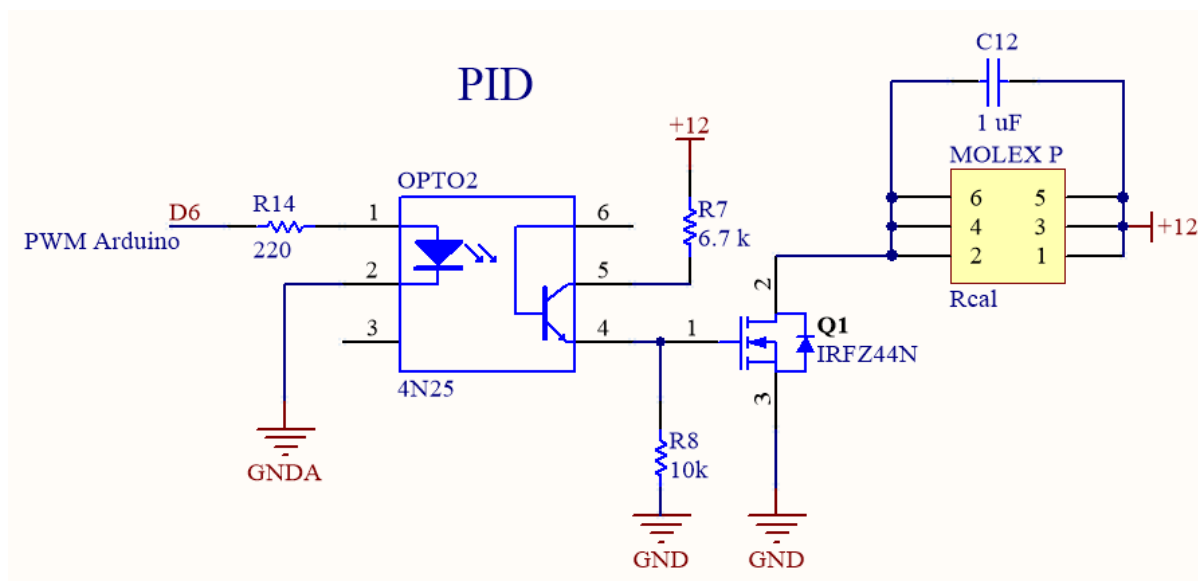 PID
C12
1 uF
MOLEX P
6 5
4 3
2 1
Rcal
+12
+12
R7
6.7 k
OPTO2
1
2
3
6
5
4
4N25
D6
PWM Arduino
R14
220
GNDA
R8
10k
GND
1
2
3
Q1
IRFZ44N
GND